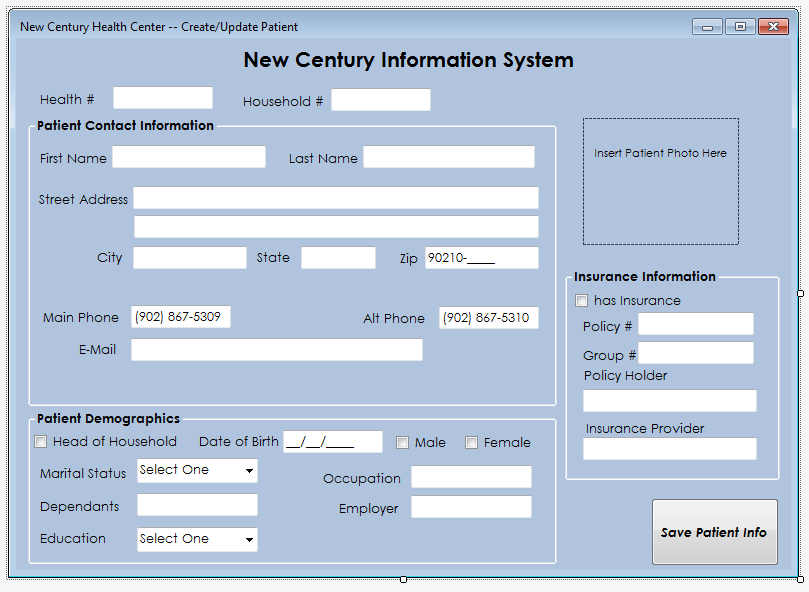 New Century Health Center -- Create/Update Patient
New Century Information System
Health #
Household #
Patient Contact Information
First Name
Last Name
Street Address
City
State
Zip
90210-____
Main Phone
(902) 867-5309
Alt Phone
(902) 867-5310
E-Mail
Insert Patient Photo Here
Insurance Information
has Insurance
Policy #
Group #
Policy Holder
Insurance Provider
Patient Demographics
Head of Household
Date of Birth
__/__/____
Male
Female
Marital Status
Select One
Occupation
Dependants
Employer
Education
Select One
Save Patient Info